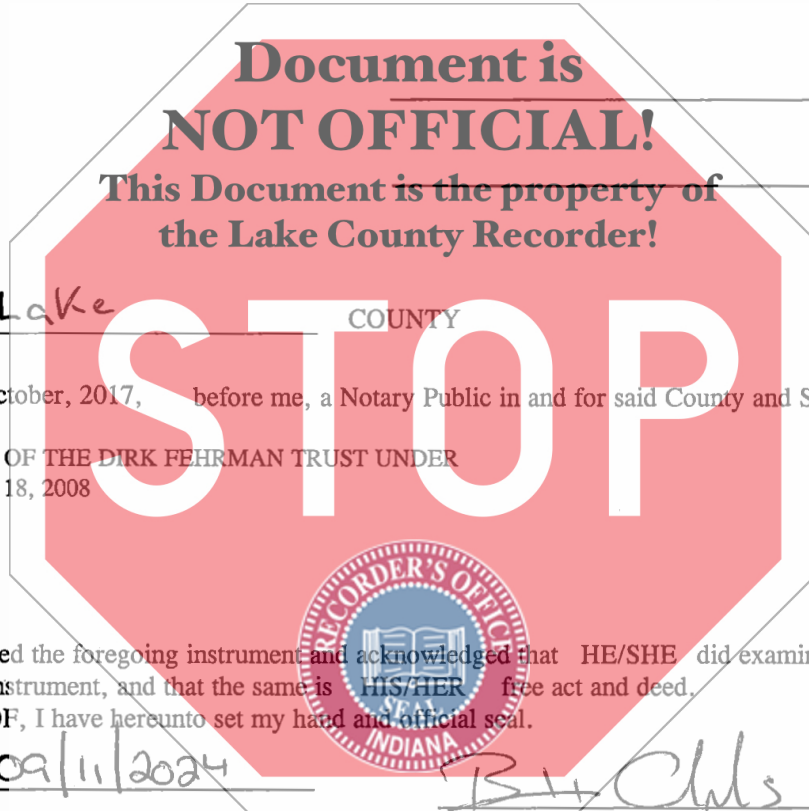 Document is
NOT OFFICIAL!
This Document is the property of
the Lake County Recorder!
Lake COUNTY
STOP
ctober, 2017, before me, a Notary Public in and for said County and S
OF THE DIRK FEHRMAN TRUST UNDER
18, 2008
RECORDER'S OFFICE
ed the foregoing instrument and acknowledged that HE/SHE did examin
nstrument, and that the same is HIS/HER free act and deed.
SEAL
F, I have hereunto set my hand and official seal.
INDIANA
09/11/2024